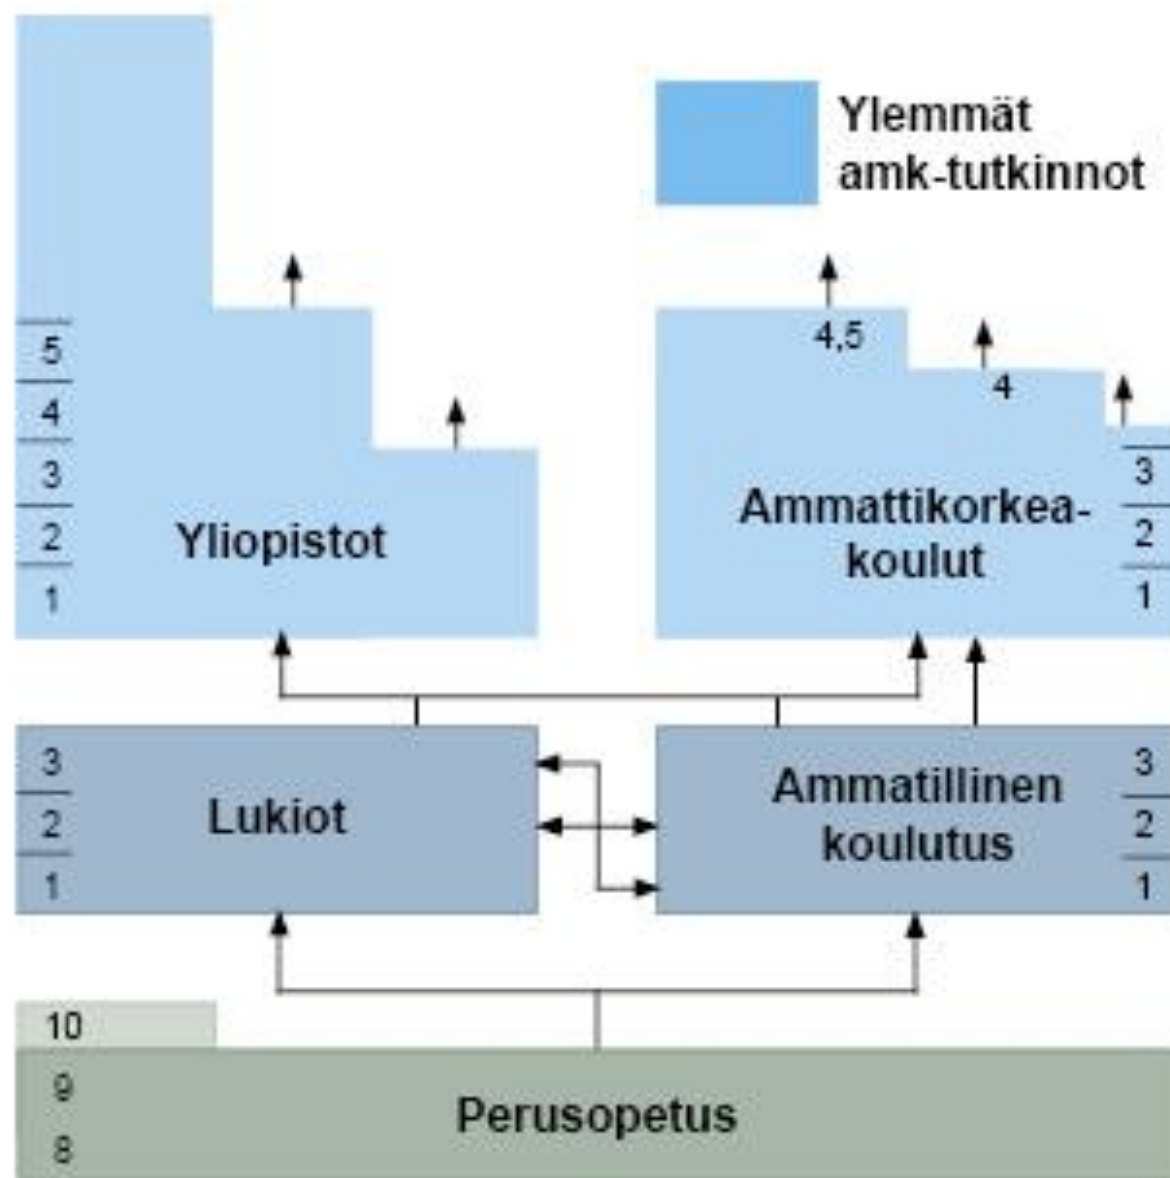 Ylemmät
amk-tutkinnot
4,5
4
5
4
3
2
1
Yliopistot
Ammattikorkea-
koulut
3
2
1
3
2
1
Lukiot
Ammatillinen
koulutus
3
2
1
10
9
8
Perusopetus